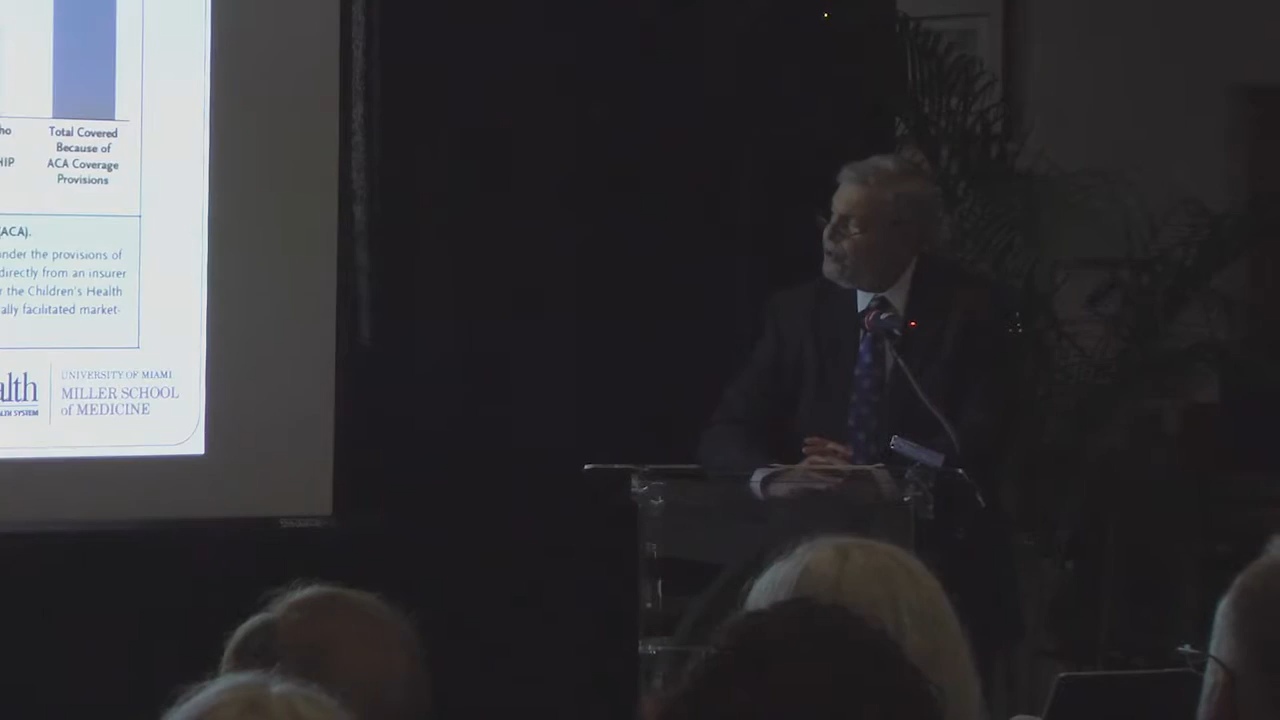 ho
HIP
Total Covered
Because of
ACA Coverage
Provisions
ACA).
nder the provisions of
directly from an insurer
r the Children's Health
ally facilitated market-
alth
LTH SYSTEM
UNIVERSITY OF MIAMI
MILLER SCHOOL
of MEDICINE